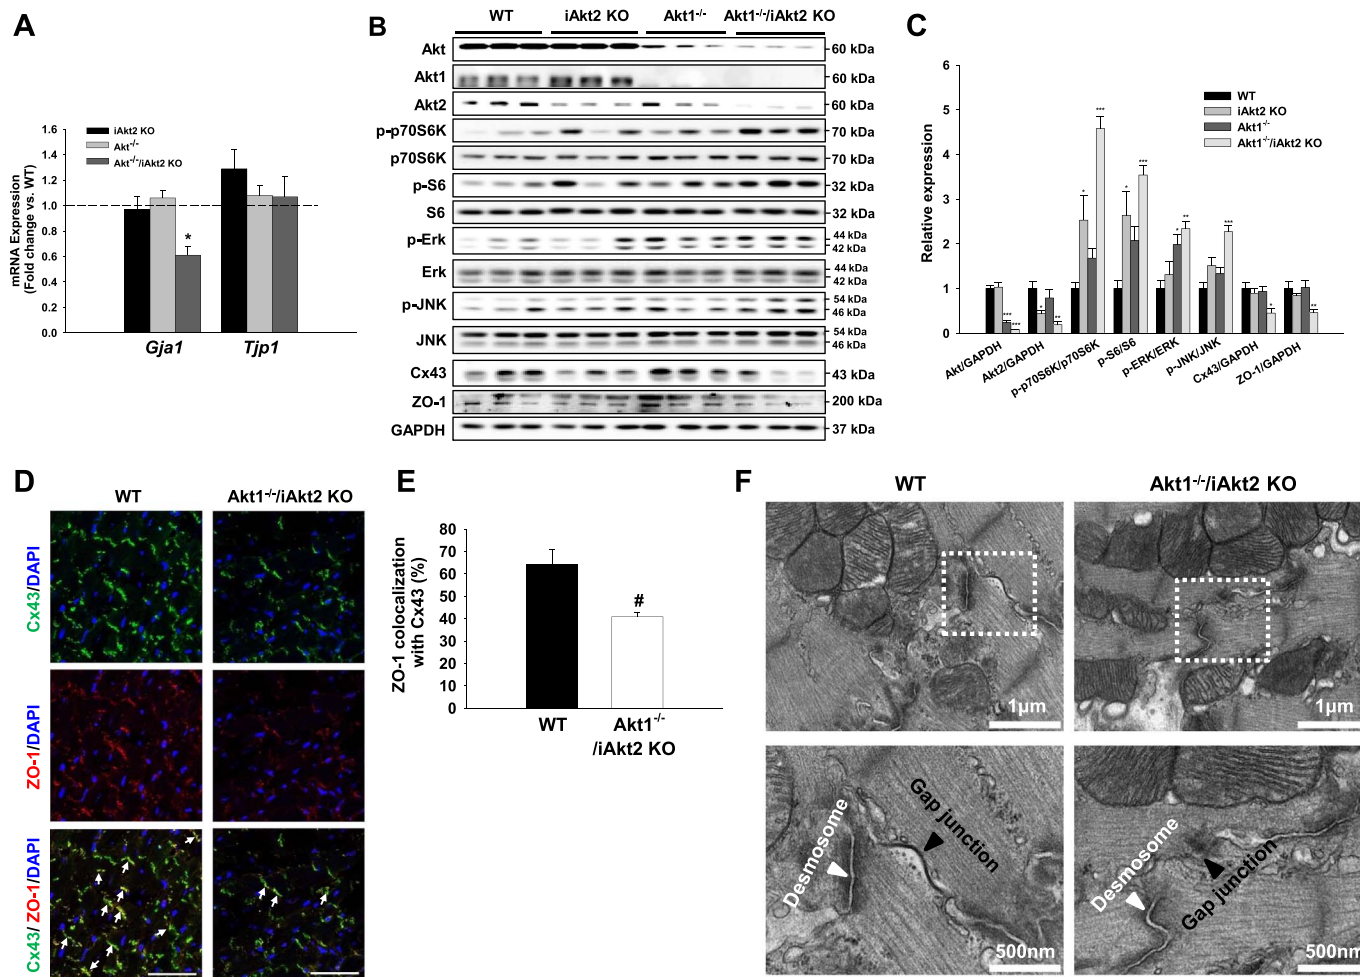 A
mRNA Expression
(Fold change vs. WT)
1.6
1.4
1.2
1.0
0.8
0.6
0.4
0.2
0.0
iAkt2 KO
Akt-/-
Akt-/-/iAkt2 KO
*
Gja1 Tjp1
B
WT iAkt2 KO Akt1-/- Akt1-/-/iAkt2 KO
Akt 60 kDa
Akt1 60 kDa
Akt2 60 kDa
p-p70S6K 70 kDa
p70S6K 70 kDa
p-S6 32 kDa
S6 32 kDa
p-Erk 44 kDa
42 kDa
Erk 44 kDa
42 kDa
p-JNK 54 kDa
46 kDa
JNK 54 kDa
46 kDa
Cx43 43 kDa
ZO-1 200 kDa
GAPDH 37 kDa
C
Relative expression
6
5
4
3
2
1
0
WT
iAkt2 KO
Akt1-/-
Akt1-/-/iAkt2 KO
*** *** * ** * *** * *** * ** *** * **
Akt/GAPDH
Akt2/GAPDH
p-p70S6K/p70S6K
p-S6/S6
p-ERK/ERK
p-JNK/JNK
Cx43/GAPDH
ZO-1/GAPDH
D
WT Akt1-/-/iAkt2 KO
Cx43/DAPI
ZO-1/DAPI
Cx43/ ZO-1/DAPI
E
ZO-1 colocalization
with Cx43 (%)
80
70
60
50
40
30
20
10
0
#
WT Akt1-/-
/iAkt2 KO
F
WT Akt1-/-/iAkt2 KO
1µm 1µm
Desmosome
Gap junction
500nm
Desmosome
Gap junction
500nm